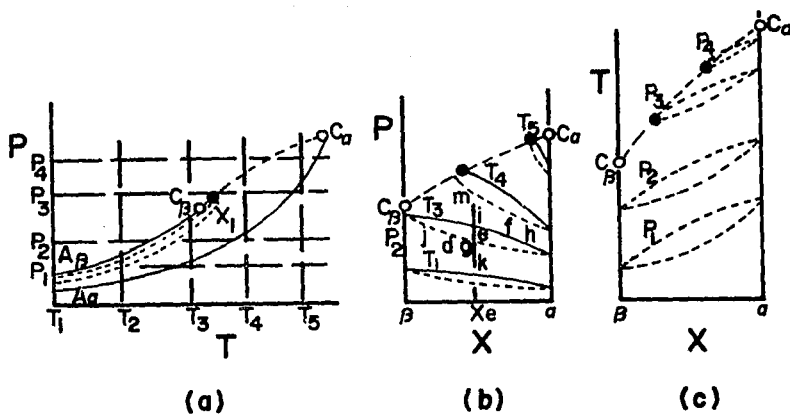 P
P₄
P₃
P₂
P₁
Cα
Cβ
X₁
Aβ
Aα
T₁ T₂ T₃ T₄ T₅
T
(a)
P
T₅ Cα
T₄
m
Cβ T₃ i
P₂ j d g e f h
T₁ k
β Xe α
X
(b)
T
Cα
P₄
P₃
Cβ
P₂
P₁
β α
X
(c)